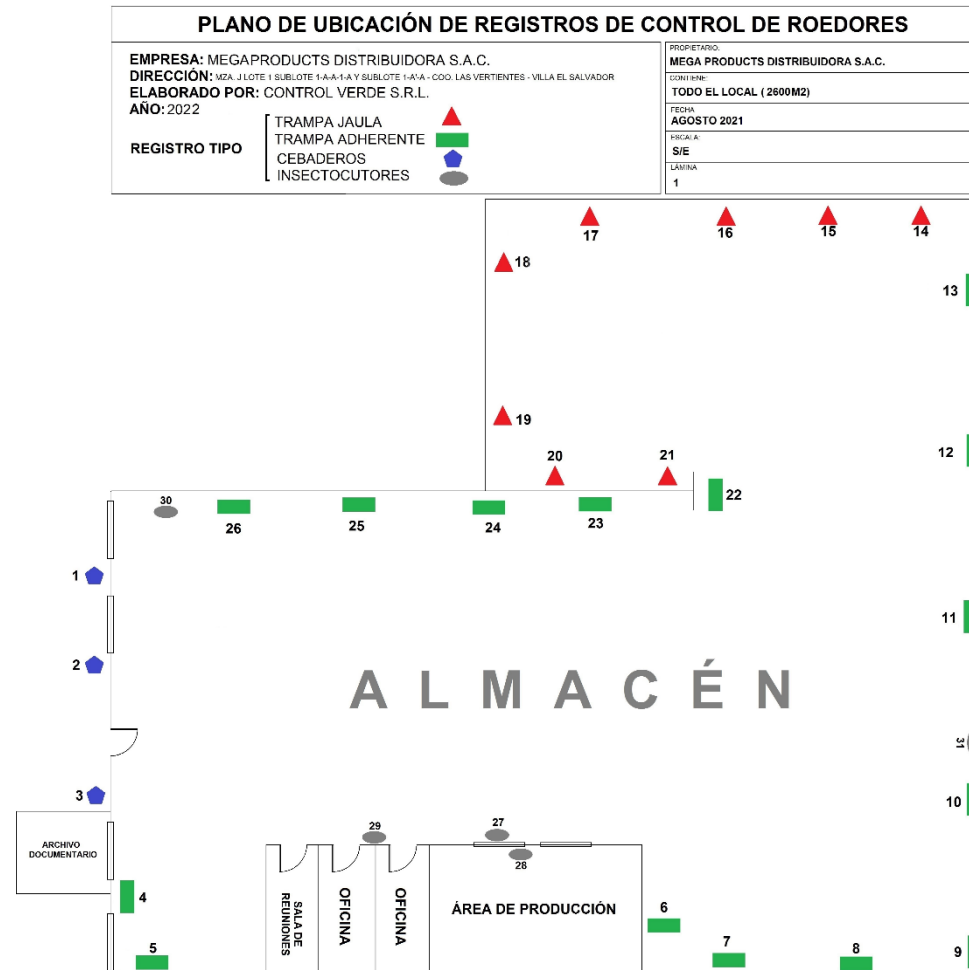 PLANO DE UBICACIÓN DE REGISTROS DE CONTROL DE ROEDORES
EMPRESA: MEGAPRODUCTS DISTRIBUIDORA S.A.C.
DIRECCIÓN: MZA. J LOTE 1 SUBLOTE 1-A-A-1-A Y SUBLOTE 1-A'-A - COO. LAS VERTIENTES - VILLA EL SALVADOR
ELABORADO POR: CONTROL VERDE S.R.L.
AÑO: 2022
REGISTRO TIPO
TRAMPA JAULA
TRAMPA ADHERENTE
CEBADEROS
INSECTOCUTORES
PROPIETARIO:
MEGA PRODUCTS DISTRIBUIDORA S.A.C.
CONTIENE:
TODO EL LOCAL ( 2600M2)
FECHA
AGOSTO 2021
ESCALA:
S/E
LÁMINA
1
17
16
15
14
18
13
19
12
20
21
22
30
26
25
24
23
1
11
2
ALMACÉN
31
3
10
29
27
28
ARCHIVO
DOCUMENTARIO
4
SALA DE
REUNIONES
OFICINA
OFICINA
ÁREA DE PRODUCCIÓN
6
5
7
8
9